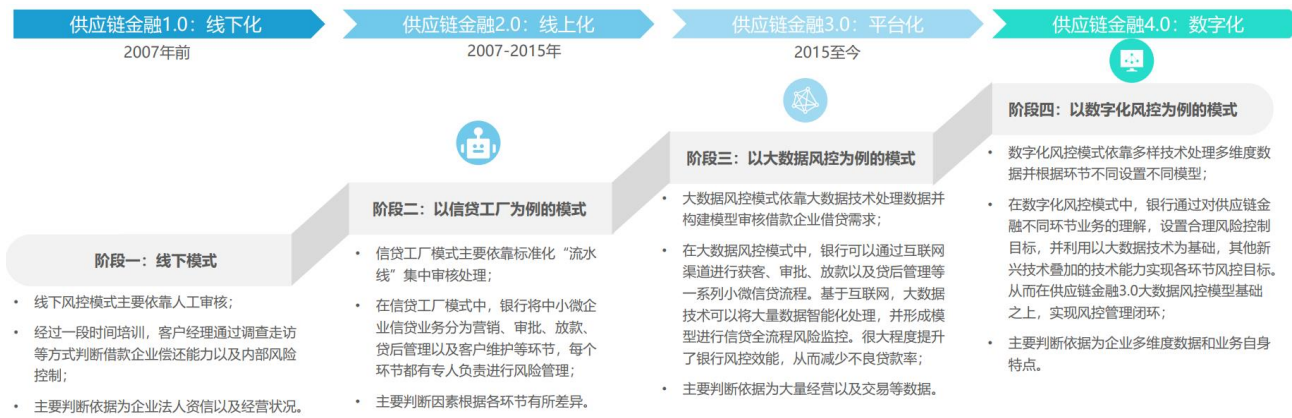 供应链金融1.0：线下化
2007年前
供应链金融2.0：线上化
2007-2015年
供应链金融3.0：平台化
2015至今
供应链金融4.0：数字化
阶段一：线下模式
• 线下风控模式主要依靠人工审核；
• 经过一段时间培训，客户经理通过调查走访
等方式判断借款企业偿还能力以及内部风险
控制；
• 主要判断依据为企业法人资信以及经营状况。
阶段二：以信贷工厂为例的模式
• 信贷工厂模式主要依靠标准化“流水
线”集中审核处理；
• 在信贷工厂模式中，银行将中小微企
业信贷业务分为营销、审批、放款、
贷后管理以及客户维护等环节，每个
环节都有专人负责进行风险管理；
• 主要判断因素根据各环节有所差异。
阶段三：以大数据风控为例的模式
• 大数据风控模式依靠大数据技术处理数据并
构建模型审核借款企业借贷需求；
• 在大数据风控模式中，银行可以通过互联网
渠道进行获客、审批、放款以及贷后管理等
一系列小微信贷流程。基于互联网，大数据
技术可以将大量数据智能化处理，并形成模
型进行信贷全流程风险监控。很大程度提升
了银行风控效能，从而减少不良贷款率；
• 主要判断依据为大量经营以及交易等数据。
阶段四：以数字化风控为例的模式
• 数字化风控模式依靠多样技术处理多维度数
据并根据环节不同设置不同模型；
• 在数字化风控模式中，银行通过对供应链金
融不同环节业务的理解，设置合理风险控制
目标，并利用以大数据技术为基础，其他新
兴技术叠加的技术能力实现各环节风控目标。
从而在供应链金融3.0大数据风控模型基础
之上，实现风控管理闭环；
• 主要判断依据为企业多维度数据和业务自身
特点。